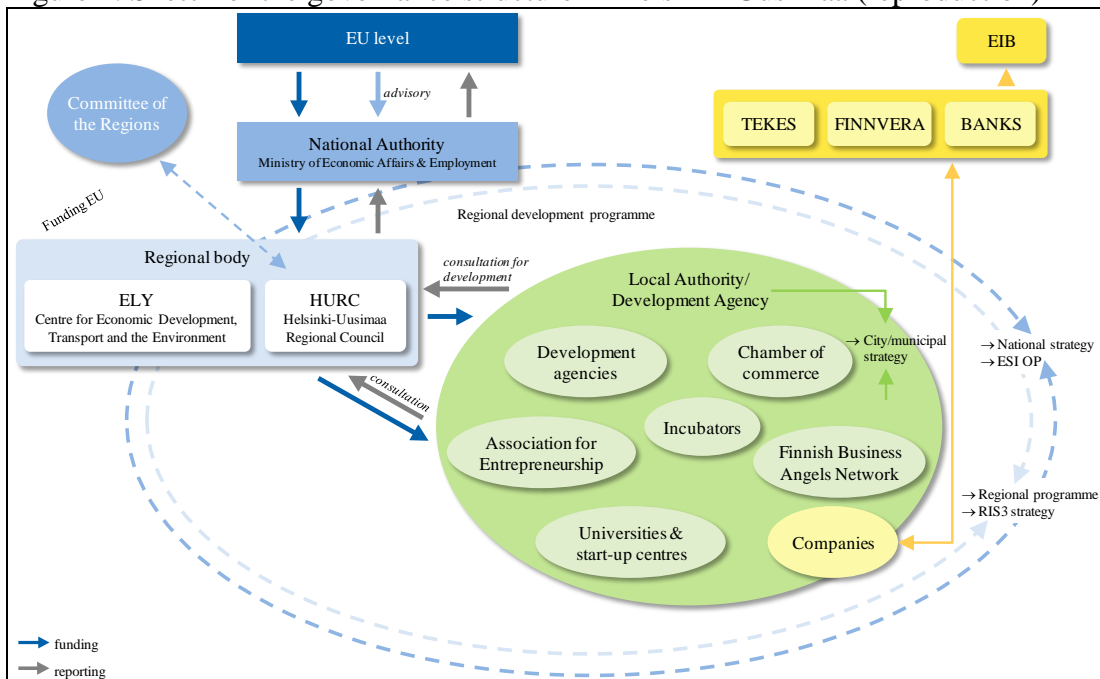 EU level
EIB
advisory
Committee of
the Regions
TEKES
FINNVERA
BANKS
National Authority
Ministry of Economic Affairs & Employment
Funding EU
Regional development programme
Regional body
consultation for
development
Local Authority/
Development Agency
ELY
Centre for Economic Development,
Transport and the Environment
HURC
Helsinki-Uusimaa
Regional Council
→ City/municipal
strategy
→ National strategy
→ ESI OP
Development
agencies
Chamber of
commerce
consultation
Incubators
Association for
Entrepreneurship
Finnish Business
Angels Network
→ Regional programme
→ RIS3 strategy
Universities &
start-up centres
Companies
funding
reporting